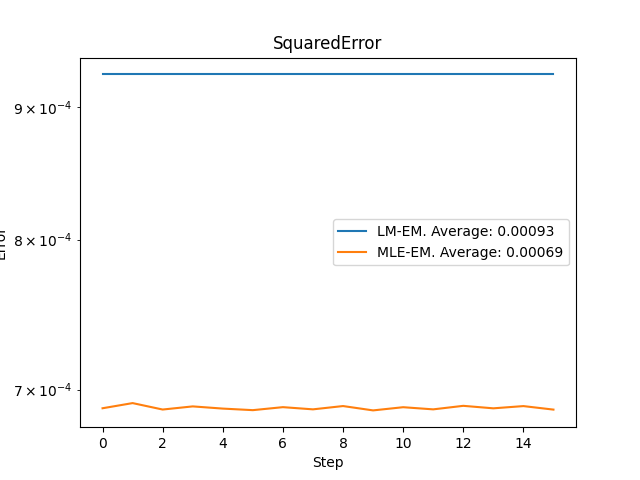 SquaredError
9 × 10⁻⁴
8 × 10⁻⁴
7 × 10⁻⁴
Error
LM-EM. Average: 0.00093
MLE-EM. Average: 0.00069
0 2 4 6 8 10 12 14
Step